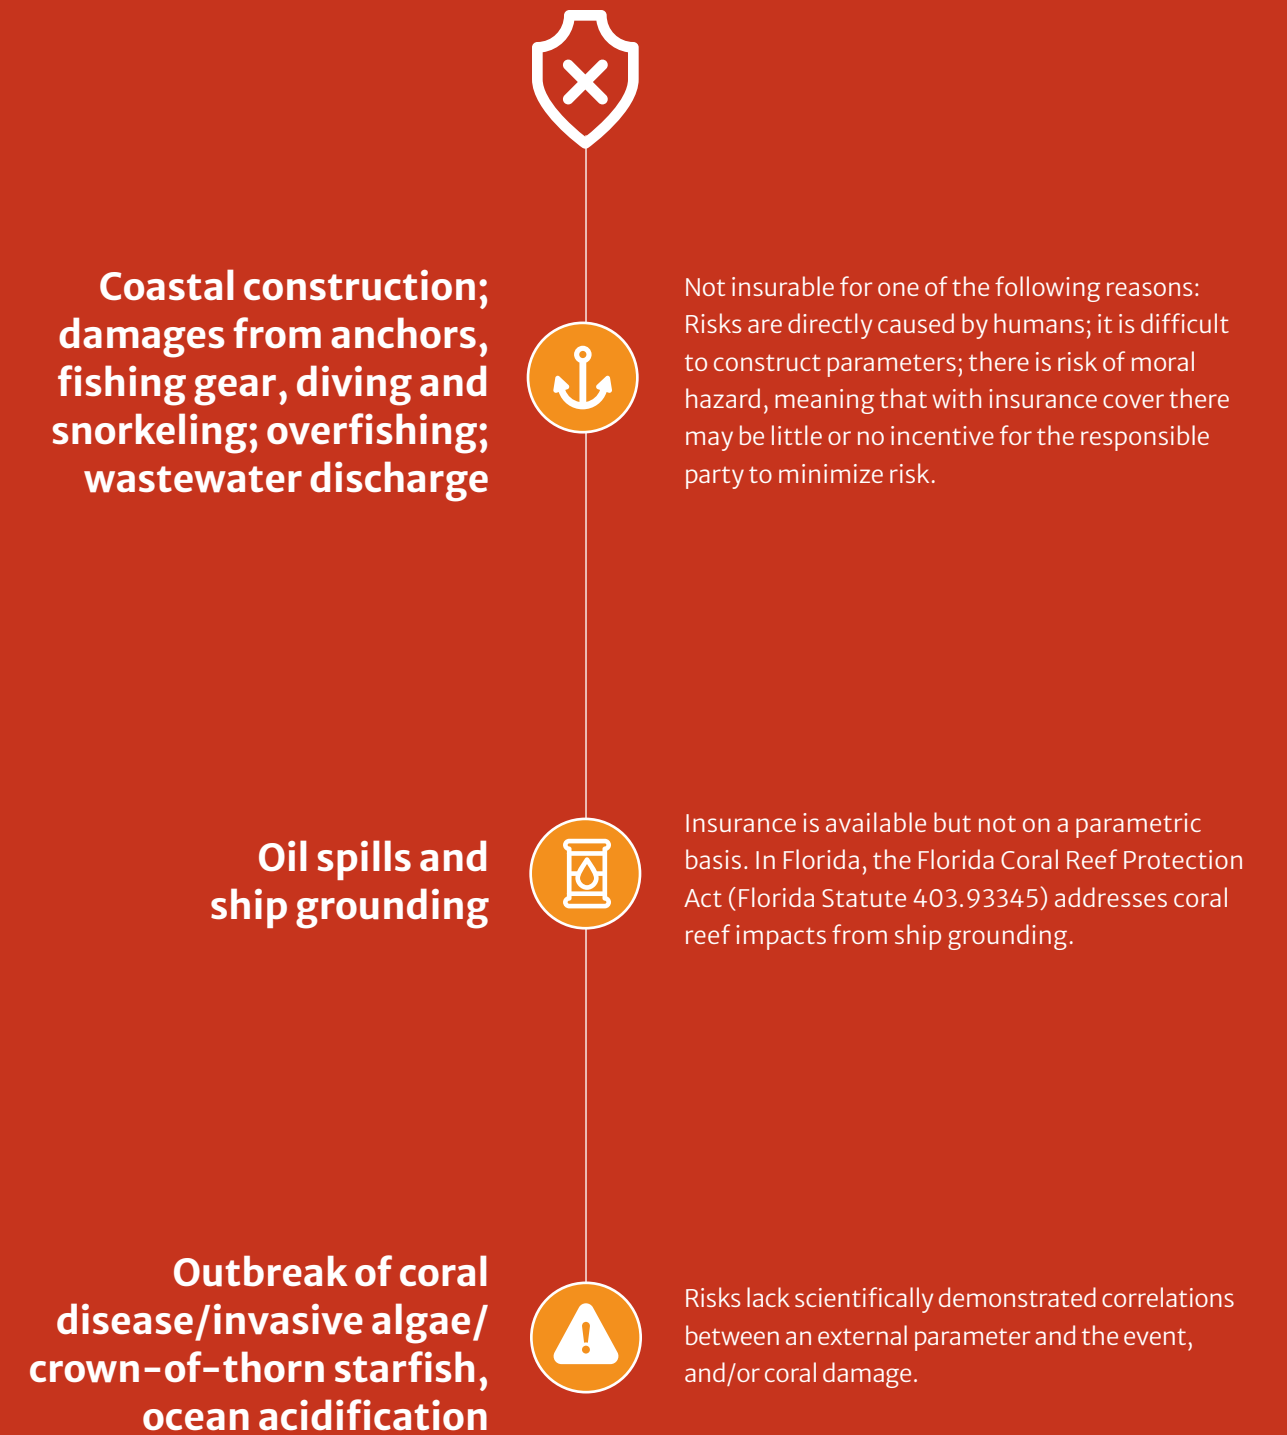 Coastal construction;
damages from anchors,
fishing gear, diving and
snorkeling; overfishing;
wastewater discharge
Not insurable for one of the following reasons:
Risks are directly caused by humans; it is difficult
to construct parameters; there is risk of moral
hazard, meaning that with insurance cover there
may be little or no incentive for the responsible
party to minimize risk.
Oil spills and
ship grounding
Insurance is available but not on a parametric
basis. In Florida, the Florida Coral Reef Protection
Act (Florida Statute 403.93345) addresses coral
reef impacts from ship grounding.
Outbreak of coral
disease/invasive algae/
crown-of-thorn starfish,
ocean acidification
Risks lack scientifically demonstrated correlations
between an external parameter and the event,
and/or coral damage.